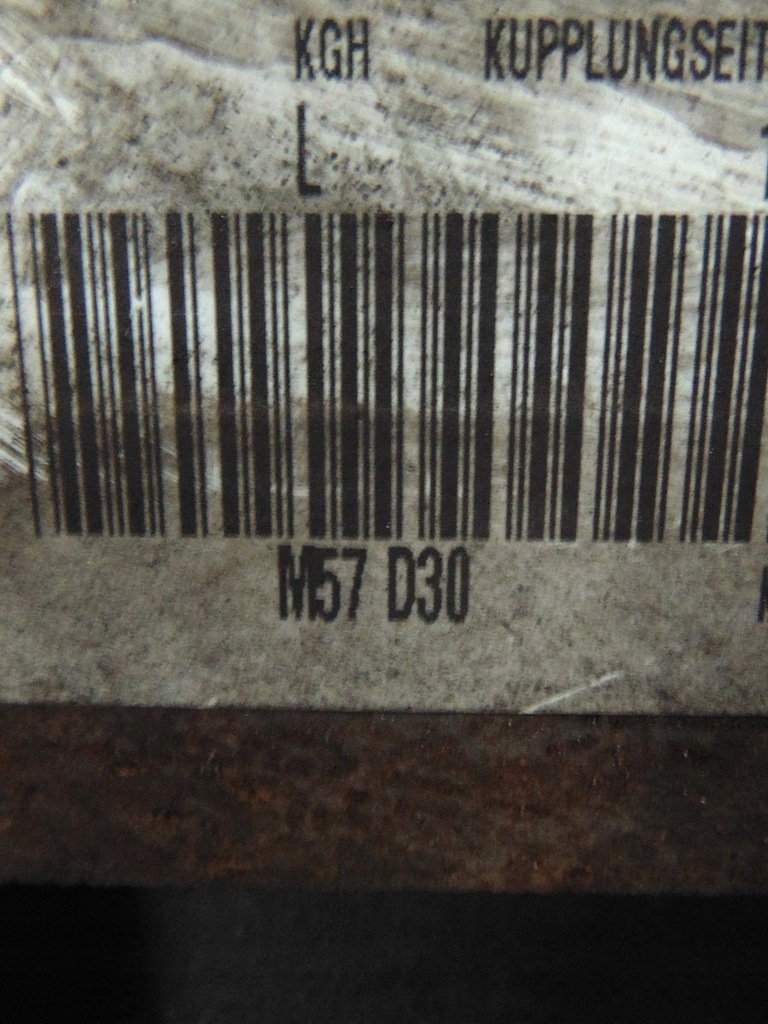 KGH KUPPLUNGSEIT
L
M57 D30